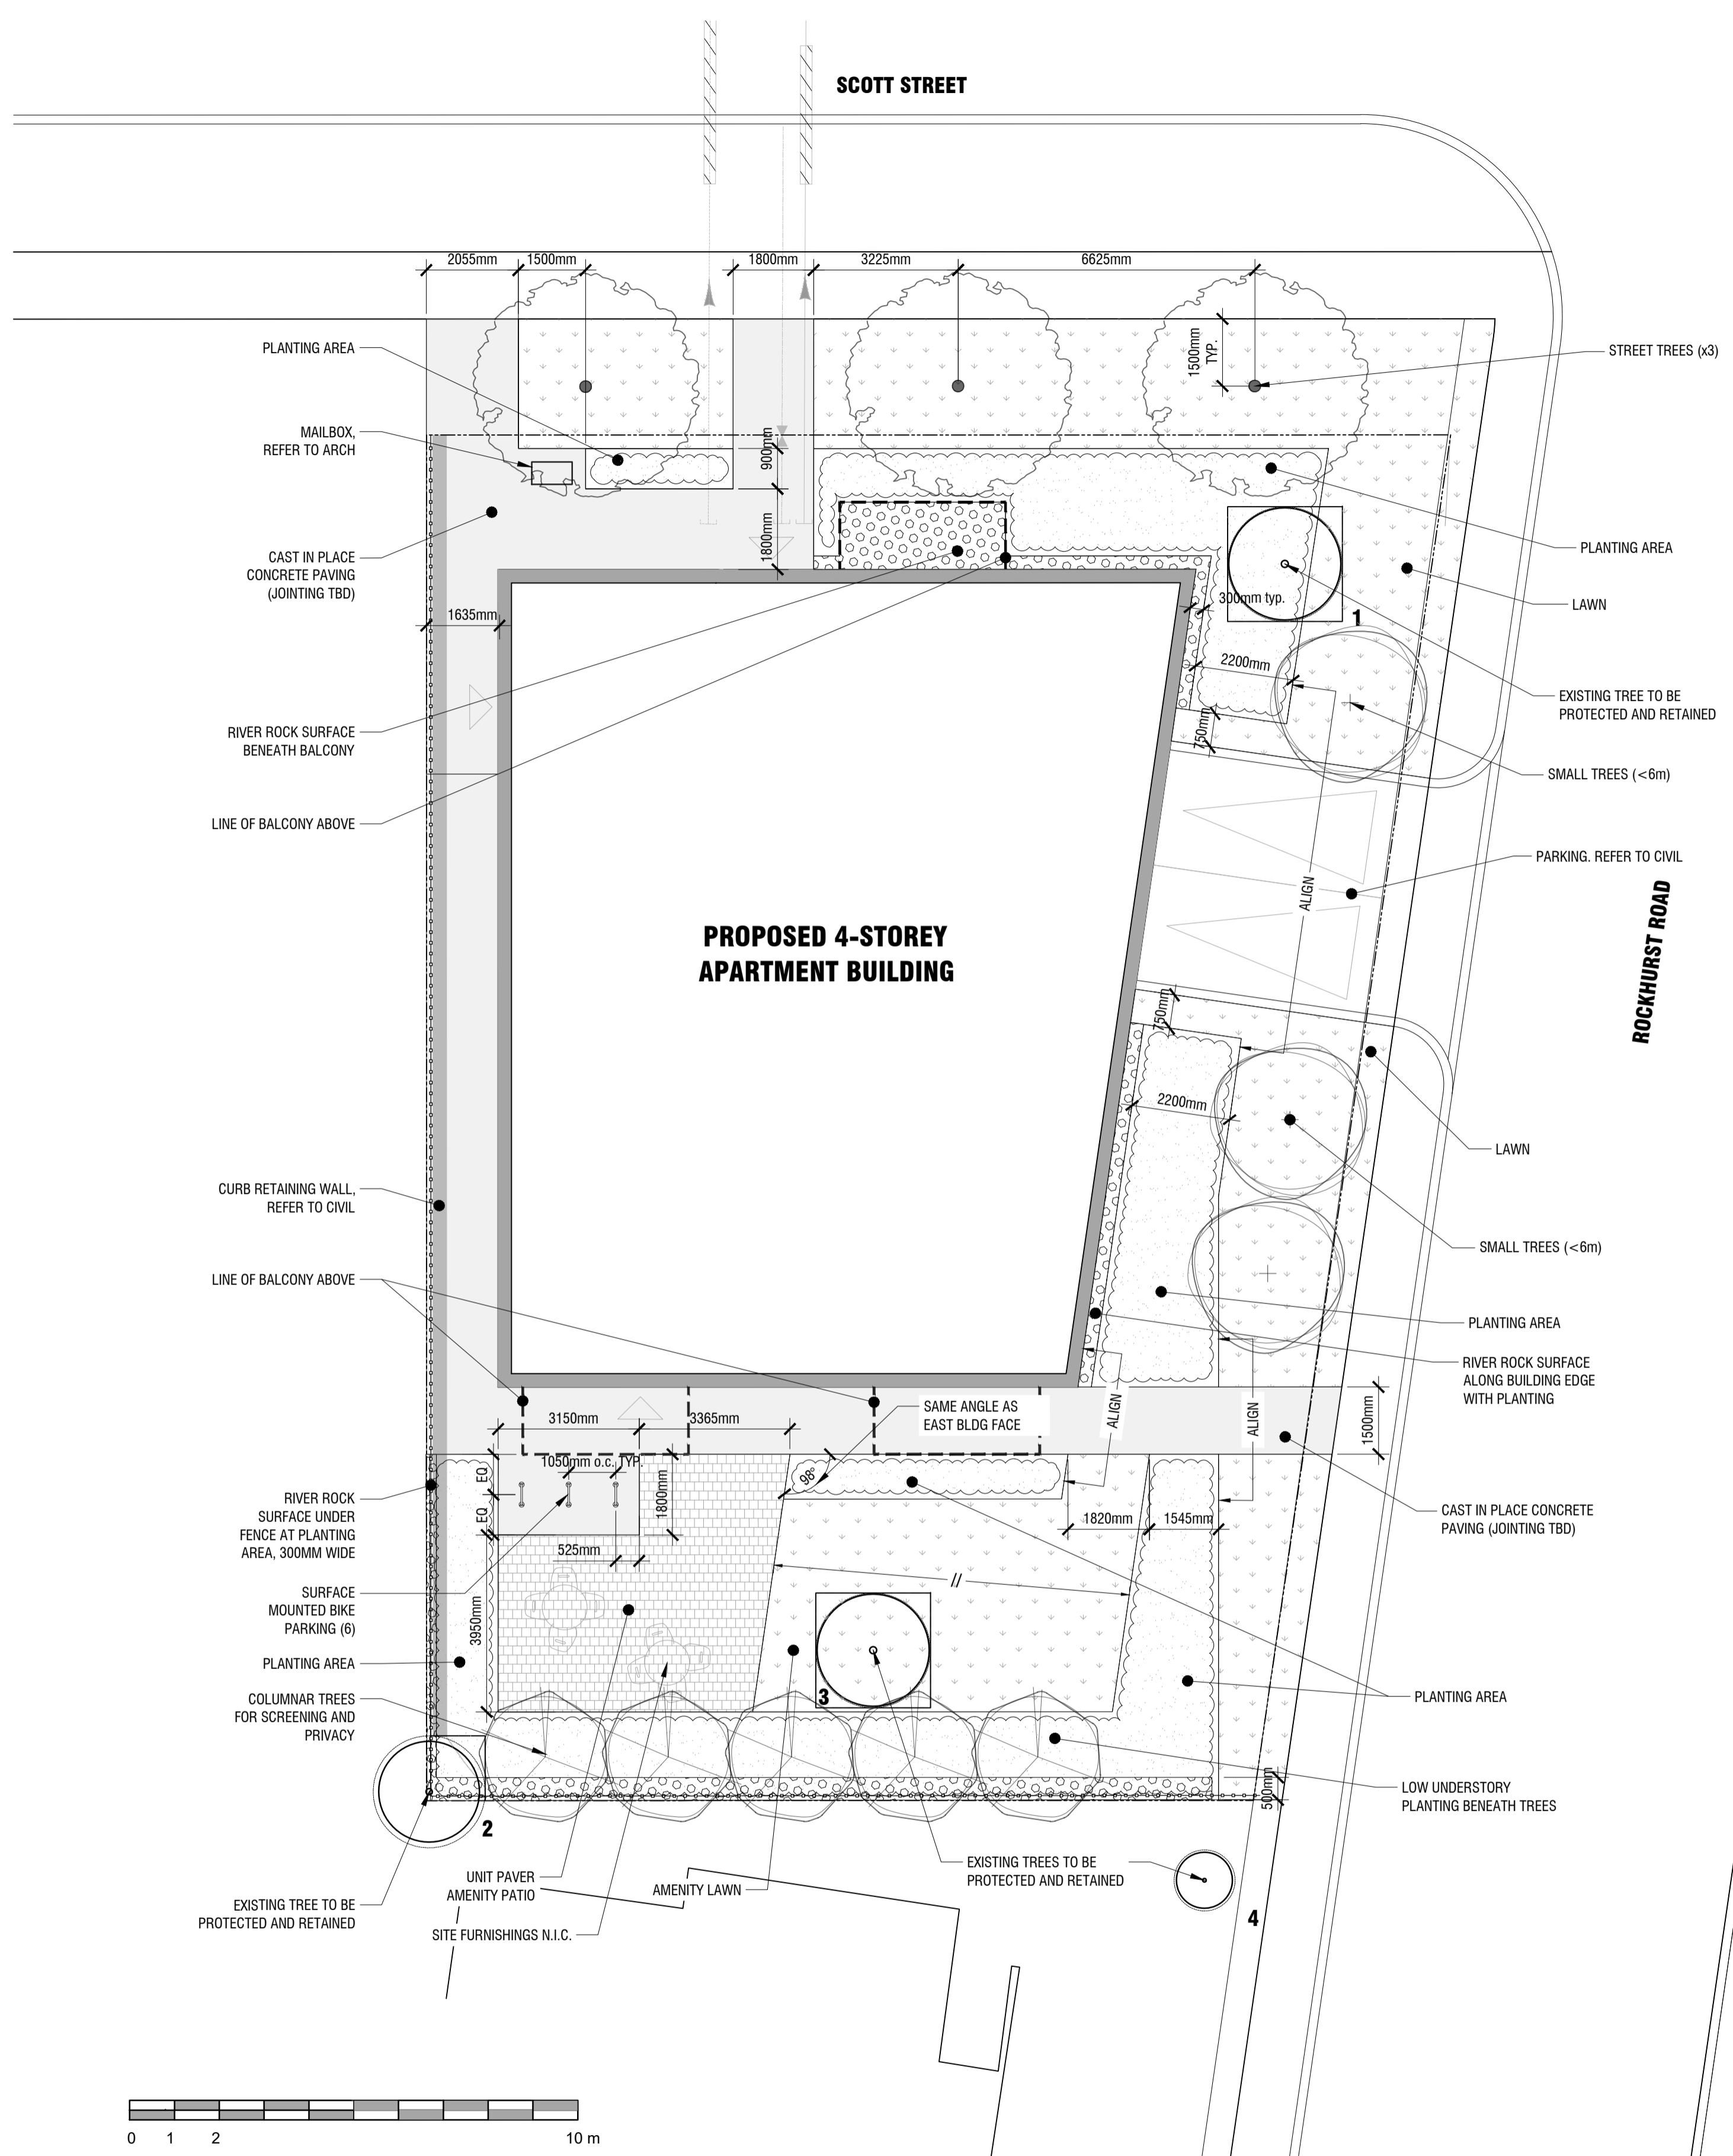 SCOTT STREET
2055mm
1500mm
1800mm
3225mm
6625mm
PLANTING AREA
1500mm
TYP.
STREET TREES (x3)
MAILBOX,
REFER TO ARCH
900mm
1800mm
CAST IN PLACE
CONCRETE PAVING
(JOINTING TBD)
PLANTING AREA
LAWN
1635mm
300mm typ.
1
2200mm
750mm
EXISTING TREE TO BE
PROTECTED AND RETAINED
RIVER ROCK SURFACE
BENEATH BALCONY
SMALL TREES (<6m)
LINE OF BALCONY ABOVE
PARKING. REFER TO CIVIL
ALIGN
ROCKHURST ROAD
PROPOSED 4-STOREY
APARTMENT BUILDING
750mm
2200mm
LAWN
CURB RETAINING WALL,
REFER TO CIVIL
SMALL TREES (<6m)
LINE OF BALCONY ABOVE
PLANTING AREA
RIVER ROCK SURFACE
ALONG BUILDING EDGE
WITH PLANTING
3150mm
3365mm
SAME ANGLE AS
EAST BLDG FACE
ALIGN
ALIGN
1500mm
1050mm o.c. TYP.
EQ
EQ
1800mm
98°
525mm
1820mm
1545mm
RIVER ROCK
SURFACE UNDER
FENCE AT PLANTING
AREA, 300MM WIDE
CAST IN PLACE CONCRETE
PAVING (JOINTING TBD)
SURFACE
MOUNTED BIKE
PARKING (6)
3950mm
//
PLANTING AREA
COLUMNAR TREES
FOR SCREENING AND
PRIVACY
3
PLANTING AREA
500mm
LOW UNDERSTORY
PLANTING BENEATH TREES
2
UNIT PAVER
AMENITY PATIO
AMENITY LAWN
EXISTING TREES TO BE
PROTECTED AND RETAINED
4
EXISTING TREE TO BE
PROTECTED AND RETAINED
SITE FURNISHINGS N.I.C.
0 1 2 10 m